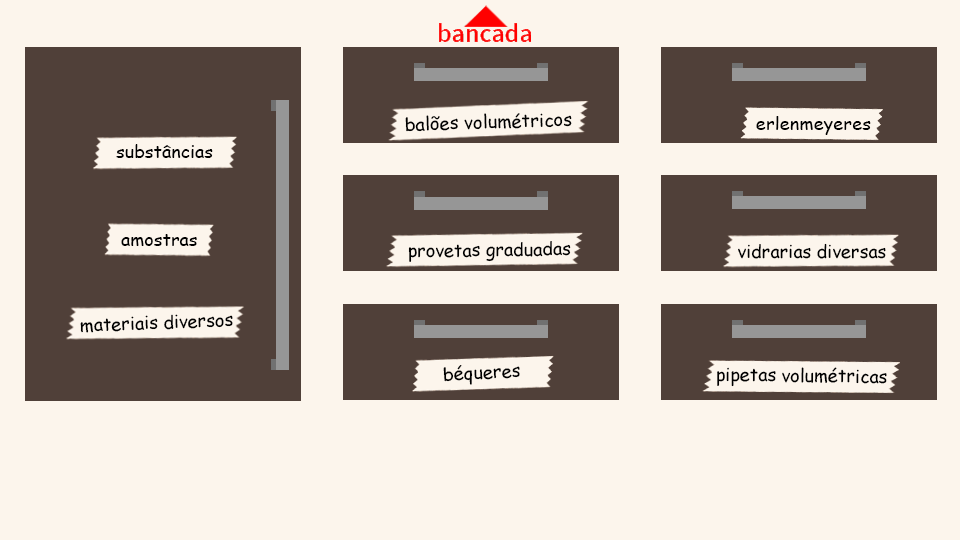 bancada
substâncias
amostras
materiais diversos
balões volumétricos
provetas graduadas
béqueres
erlenmeyeres
vidrarias diversas
pipetas volumétricas